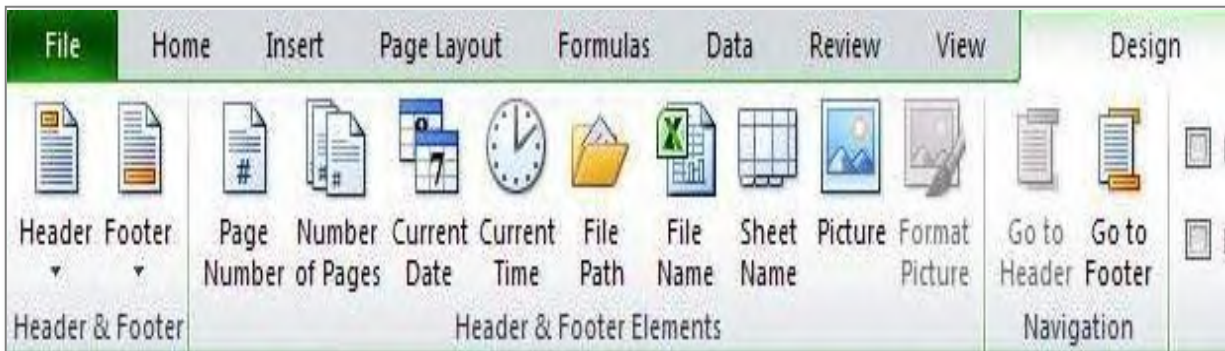 File Home Insert Page Layout Formulas Data Review View Design
# # # 7
Header Footer Page Number Current Current File File Sheet Picture Format Go to Go to
Number of Pages Date Time Path Name Name Picture Header Footer
Header & Footer Header & Footer Elements Navigation